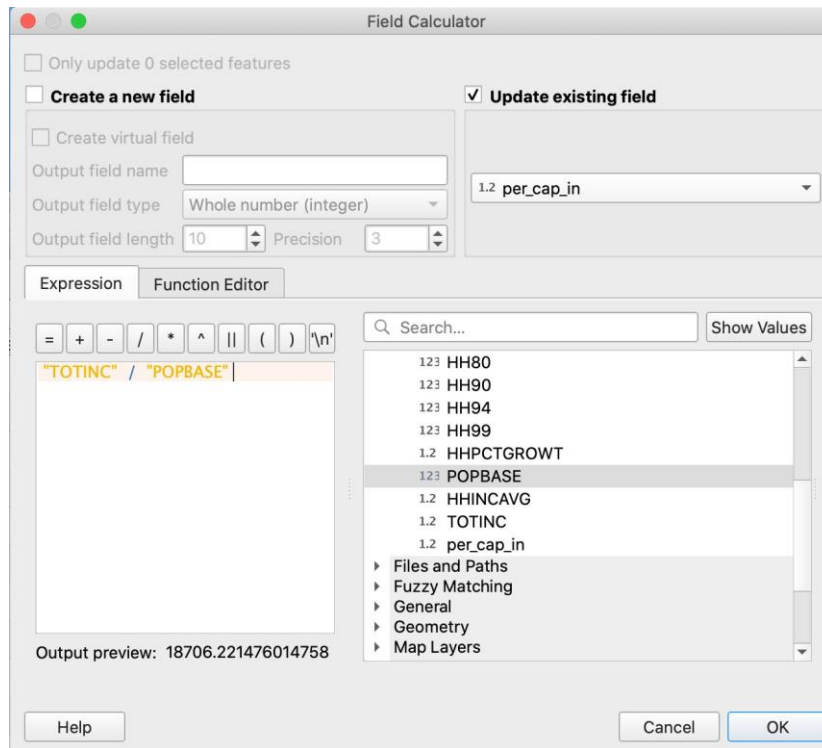 Field Calculator
Only update 0 selected features
Create a new field
Update existing field
Create virtual field
Output field name
1.2 per_cap_in
Output field type Whole number (integer)
Output field length 10 Precision 3
Expression Function Editor
= + - / * ^ || ( ) '\n'
Search... Show Values
"TOTINC" / "POPBASE"
123 HH80
123 HH90
123 HH94
123 HH99
1.2 HHPCTGROWT
123 POPBASE
1.2 HHINCAVG
1.2 TOTINC
1.2 per_cap_in
Files and Paths
Fuzzy Matching
General
Geometry
Map Layers
Output preview: 18706.221476014758
Help Cancel OK